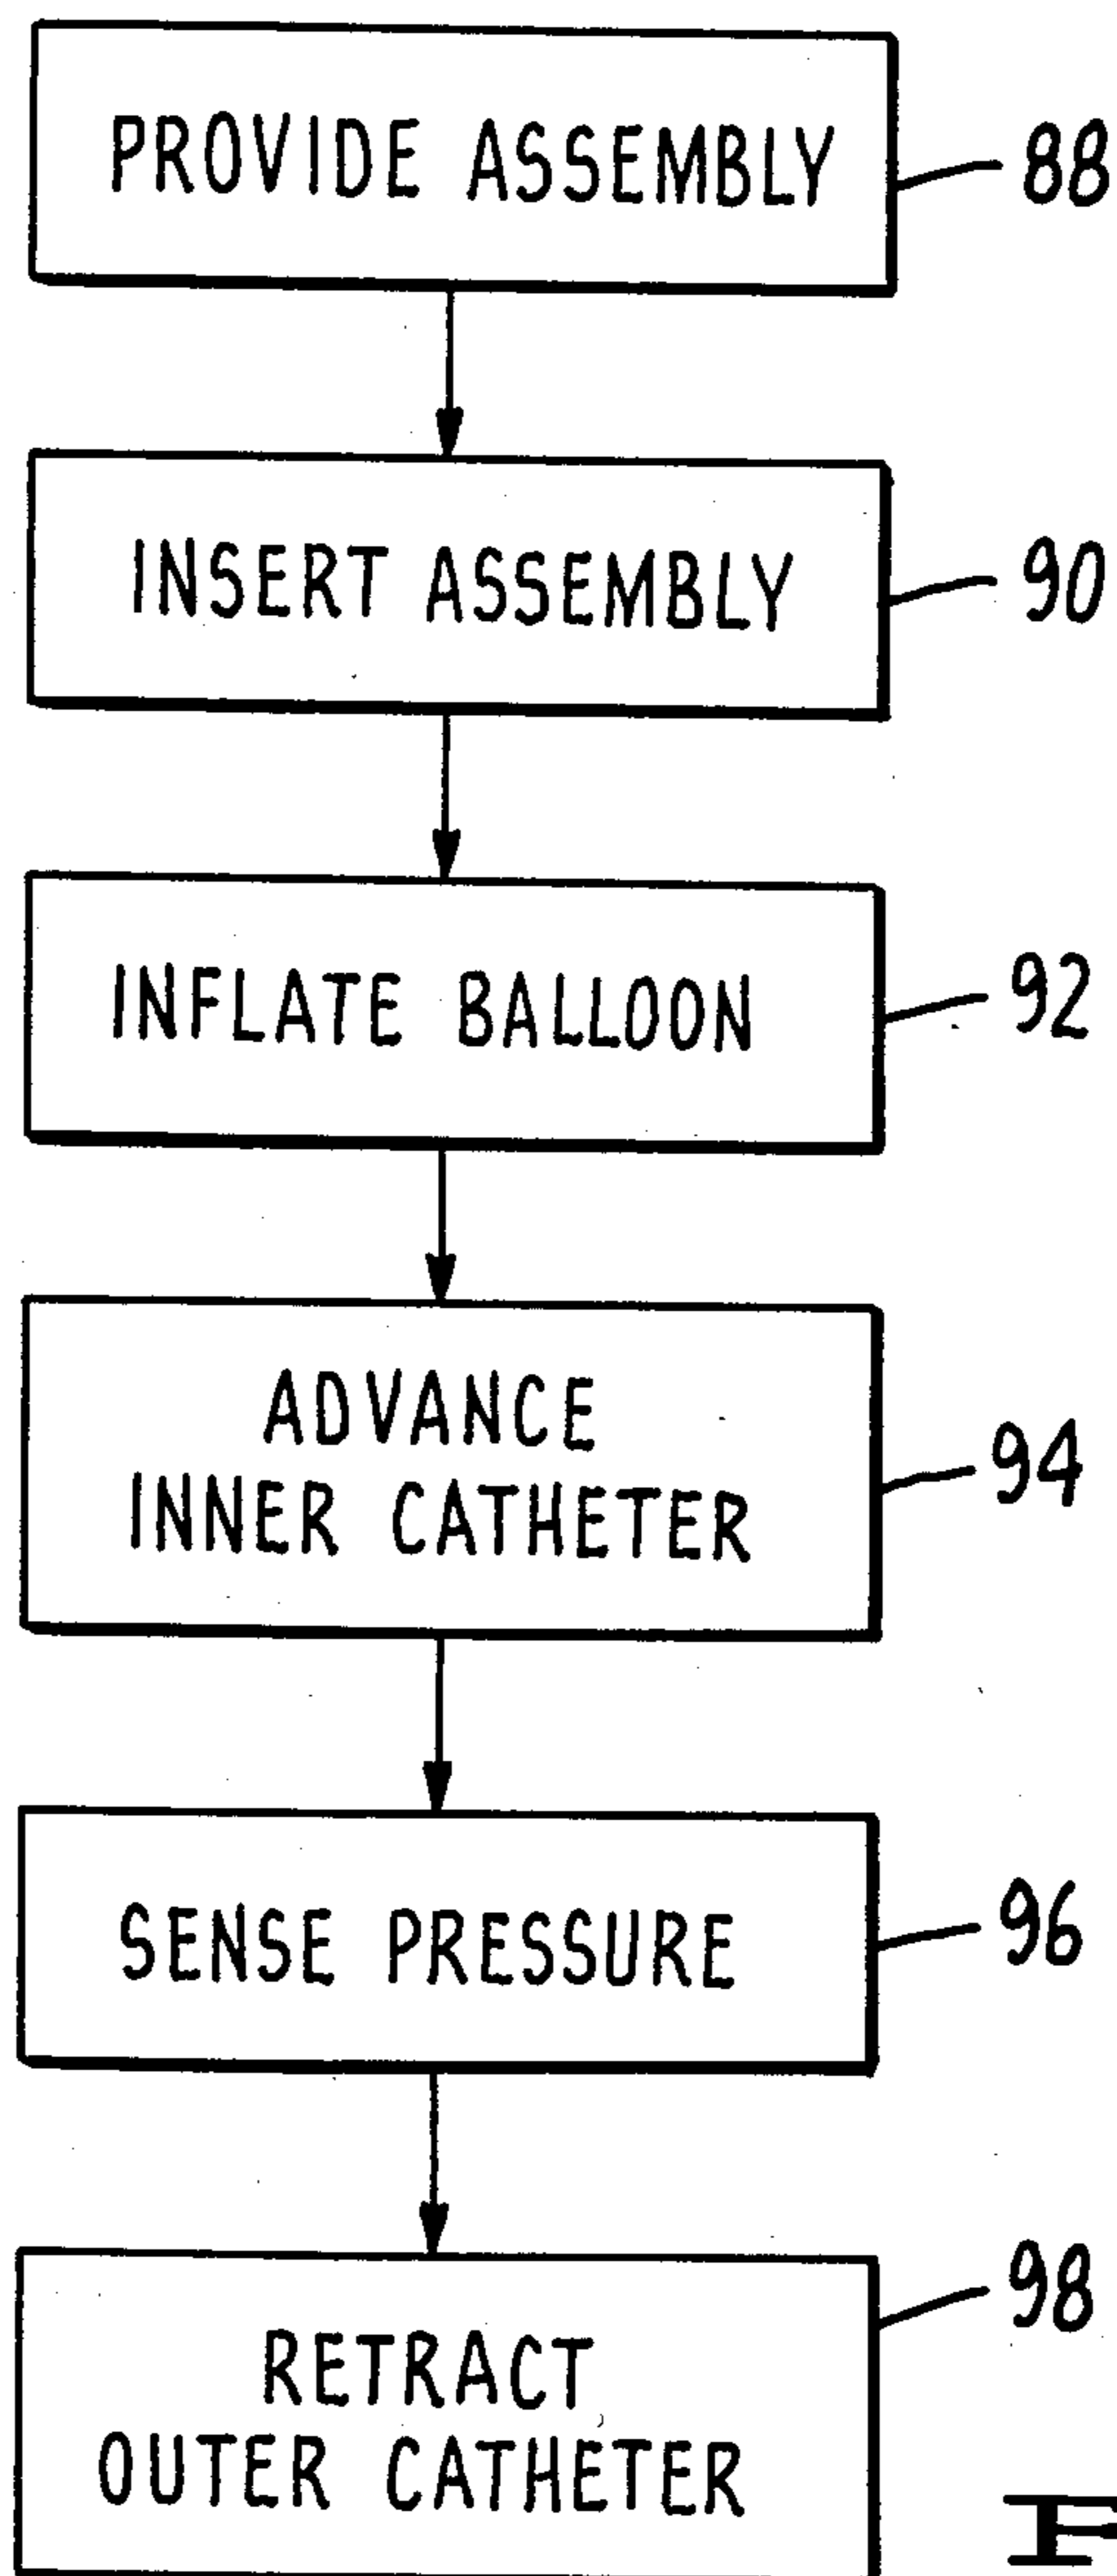 PROVIDE ASSEMBLY
88
INSERT ASSEMBLY
90
INFLATE BALLOON
92
ADVANCE
INNER CATHETER
94
SENSE PRESSURE
96
RETRACT
OUTER CATHETER
98
F